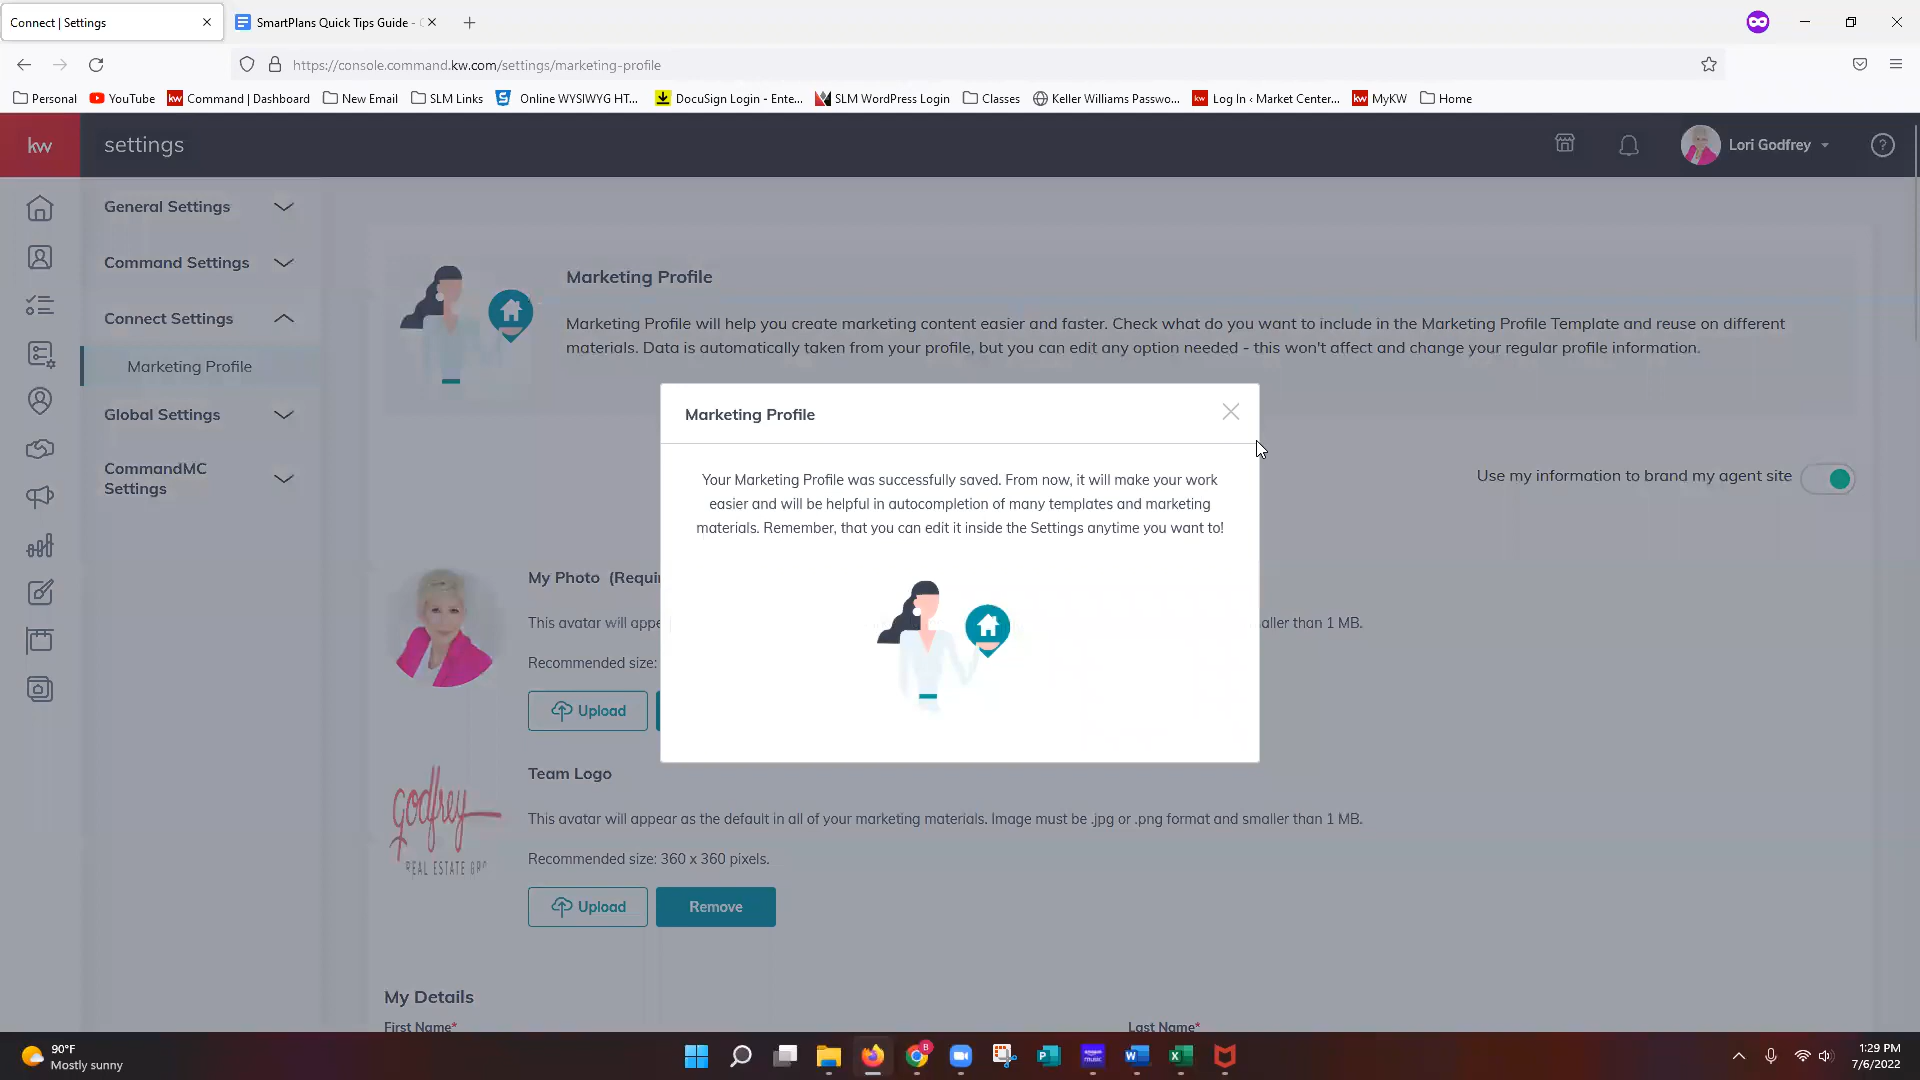 Connect | Settings
SmartPlans Quick Tips Guide -
https://console.command.kw.com/settings/marketing-profile
Personal
YouTube
kw Command | Dashboard
New Email
SLM Links
Online WYSIWYG HT...
DocuSign Login - Ente...
SLM WordPress Login
Classes
Keller Williams Passwo...
kw Log In ‹ Market Center...
kw MyKW
Home
kw
settings
Lori Godfrey
?
General Settings
Command Settings
Connect Settings
Marketing Profile
Global Settings
CommandMC
Settings
Marketing Profile
Marketing Profile will help you create marketing content easier and faster. Check what do you want to include in the Marketing Profile Template and reuse on different
materials. Data is automatically taken from your profile, but you can edit any option needed - this won't affect and change your regular profile information.
Use my information to brand my agent site
Marketing Profile
Your Marketing Profile was successfully saved. From now, it will make your work
easier and will be helpful in autocompletion of many templates and marketing
materials. Remember, that you can edit it inside the Settings anytime you want to!
My Photo (Requi
This avatar will appe
aller than 1 MB.
Recommended size:
Upload
godfrey
REAL ESTATE GR
Team Logo
This avatar will appear as the default in all of your marketing materials. Image must be .jpg or .png format and smaller than 1 MB.
Recommended size: 360 x 360 pixels.
Upload
Remove
My Details
First Name*
Last Name*
90°F
Mostly sunny
B
amazon
music
1:29 PM
7/6/2022